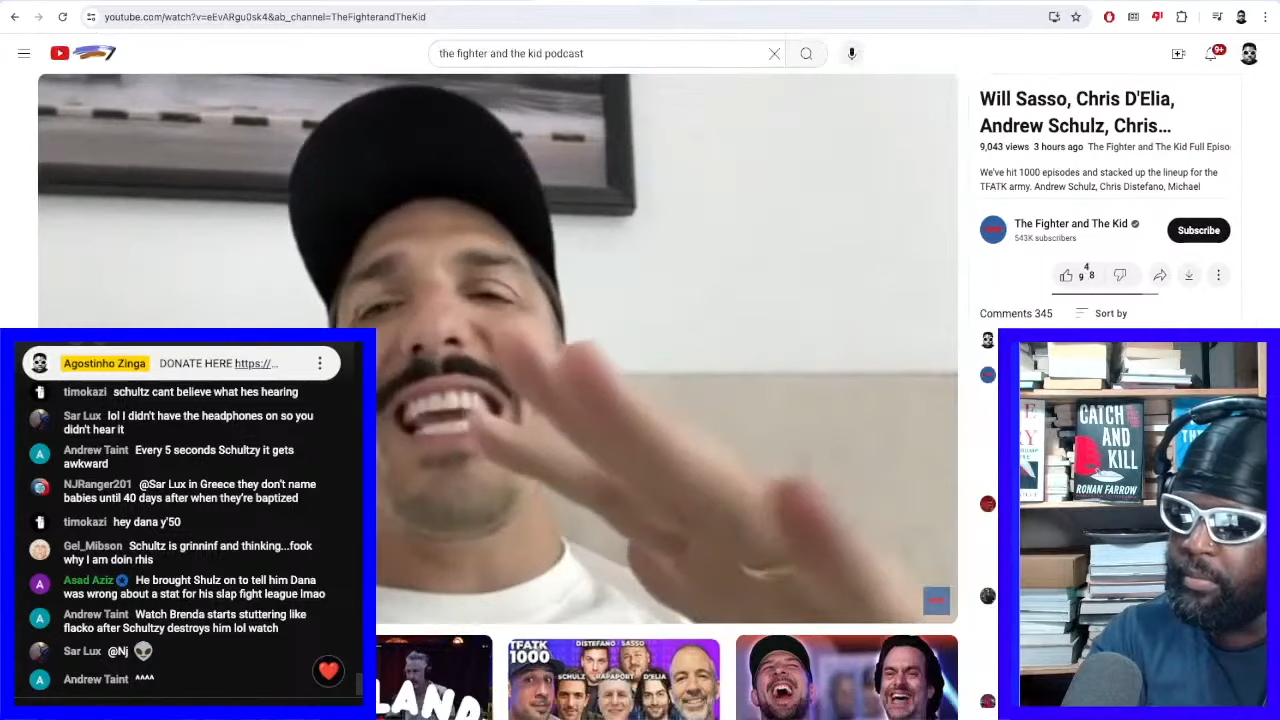 youtube.com/watch?v=eEvARgu0sk4&ab_channel=TheFighterandTheKid
the fighter and the kid podcast
9+
Will Sasso, Chris D'Elia,
Andrew Schulz, Chris…
9,043 views 3 hours ago The Fighter and The Kid Full Episo
We've hit 1000 episodes and stacked up the lineup for the
TFATK army. Andrew Schulz, Chris Distefano, Michael
The Fighter and The Kid
543K subscribers
Subscribe
Comments 345
Sort by
Agostinho Zinga DONATE HERE https://...
timokazi schultz cant believe what hes hearing
Sar Lux lol I didn't have the headphones on so you
didn't hear it
Andrew Taint Every 5 seconds Schultzy it gets
awkward
NJRanger201 @Sar Lux in Greece they don't name
babies until 40 days after when they're baptized
timokazi hey dana y'50
Gel_Mibson Schultz is grinninf and thinking...fook
why I am doin rhis
Asad Aziz He brought Shulz on to tell him Dana
was wrong about a stat for his slap fight league lmao
Andrew Taint Watch Brenda starts stuttering like
flacko after Schultzy destroys him lol watch
Sar Lux @Nj
Andrew Taint ^^^^
LAND
TFATK
1000
DISTEFANO SASSO
SCHULZ RAPAPORT D'ELIA
CATCH
AND
KILL
RONAN FARROW